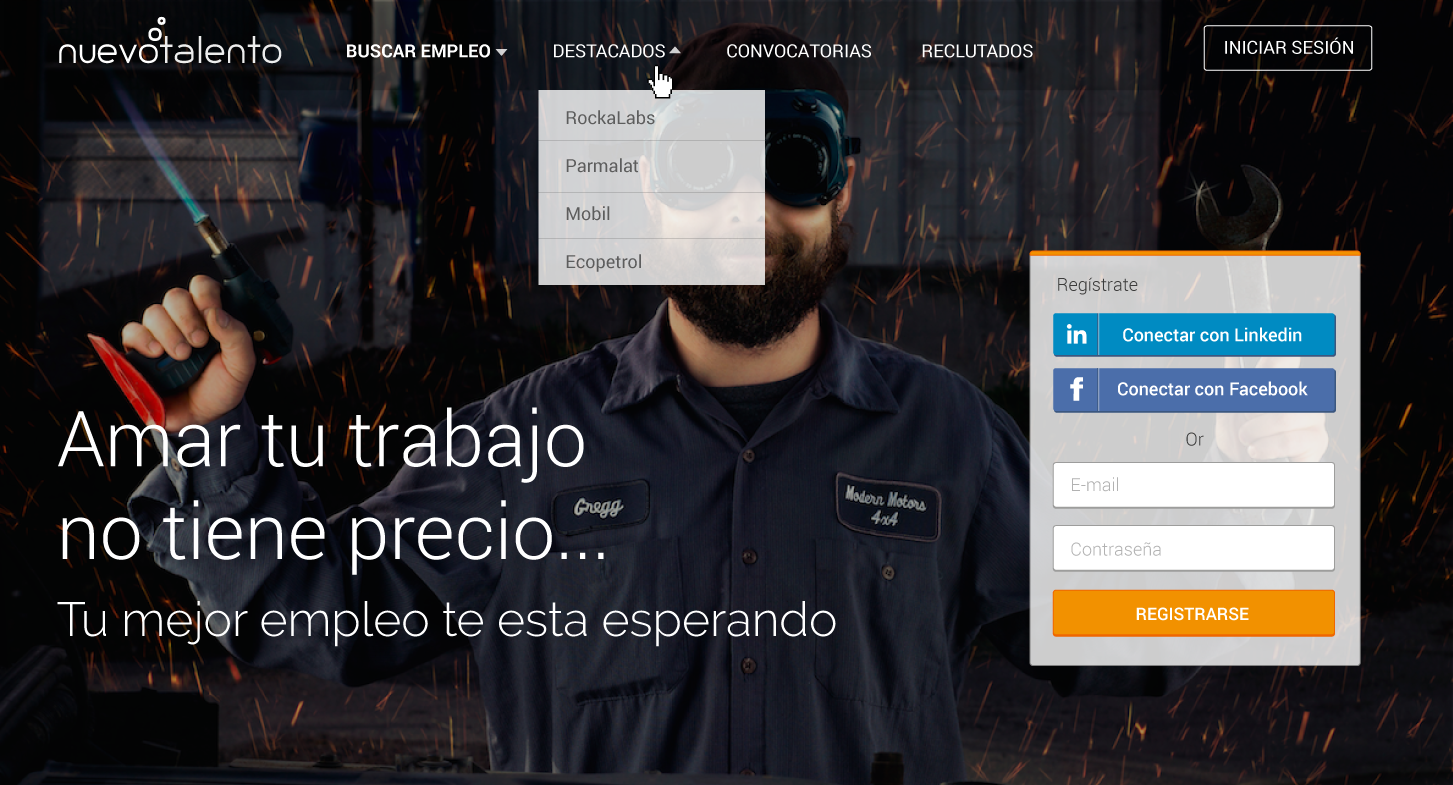 nuevotalento
BUSCAR EMPLEO
DESTACADOS
CONVOCATORIAS
RECLUTADOS
INICIAR SESIÓN
RockaLabs
Parmalat
Mobil
Ecopetrol
Regístrate
in
Conectar con Linkedin
f
Conectar con Facebook
Or
E-mail
Contraseña
REGISTRARSE
Amar tu trabajo
no tiene precio...
Tu mejor empleo te esta esperando
Gregg
Modern Motors
4x4